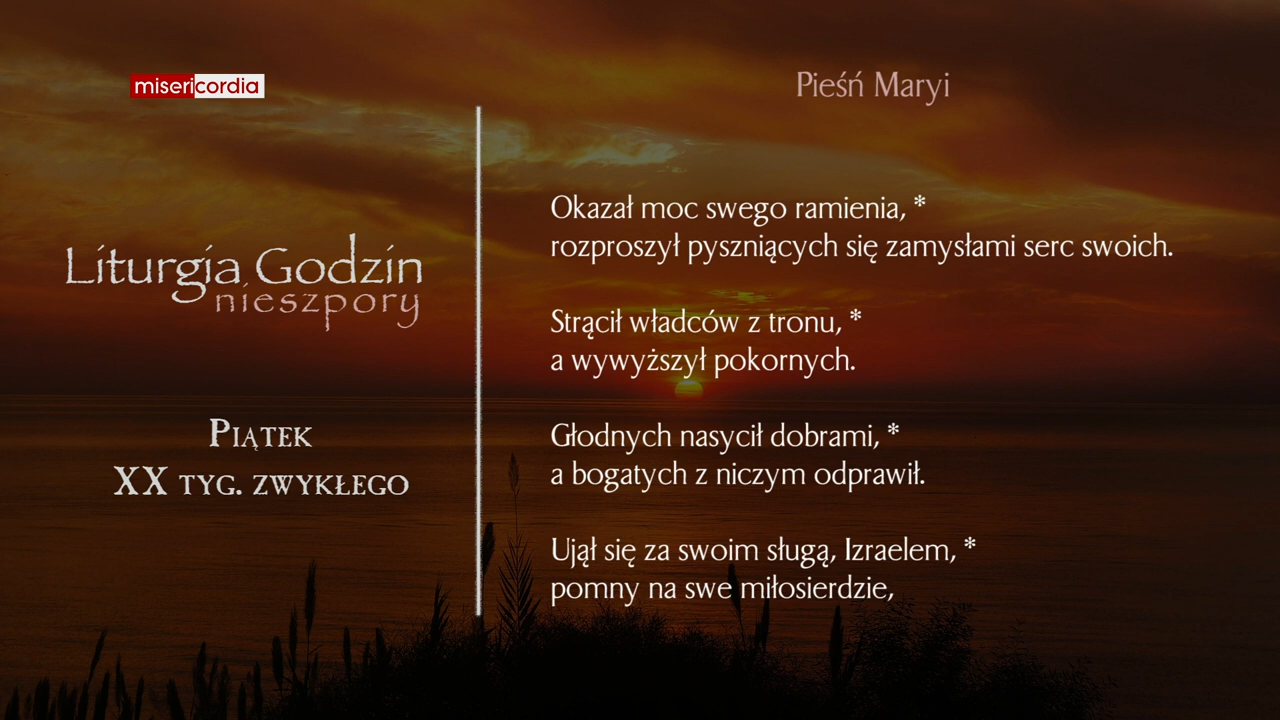 misericordia
Liturgia Godzin
nieszpory
Piątek
XX tyg. zwykłego
Pieśń Maryi
Okazał moc swego ramienia, *
rozproszył pyszniących się zamysłami serc swoich.
Strącił władców z tronu, *
a wywyższył pokornych.
Głodnych nasycił dobrami, *
a bogatych z niczym odprawił.
Ujął się za swoim sługą, Izraelem, *
pomny na swe miłosierdzie,